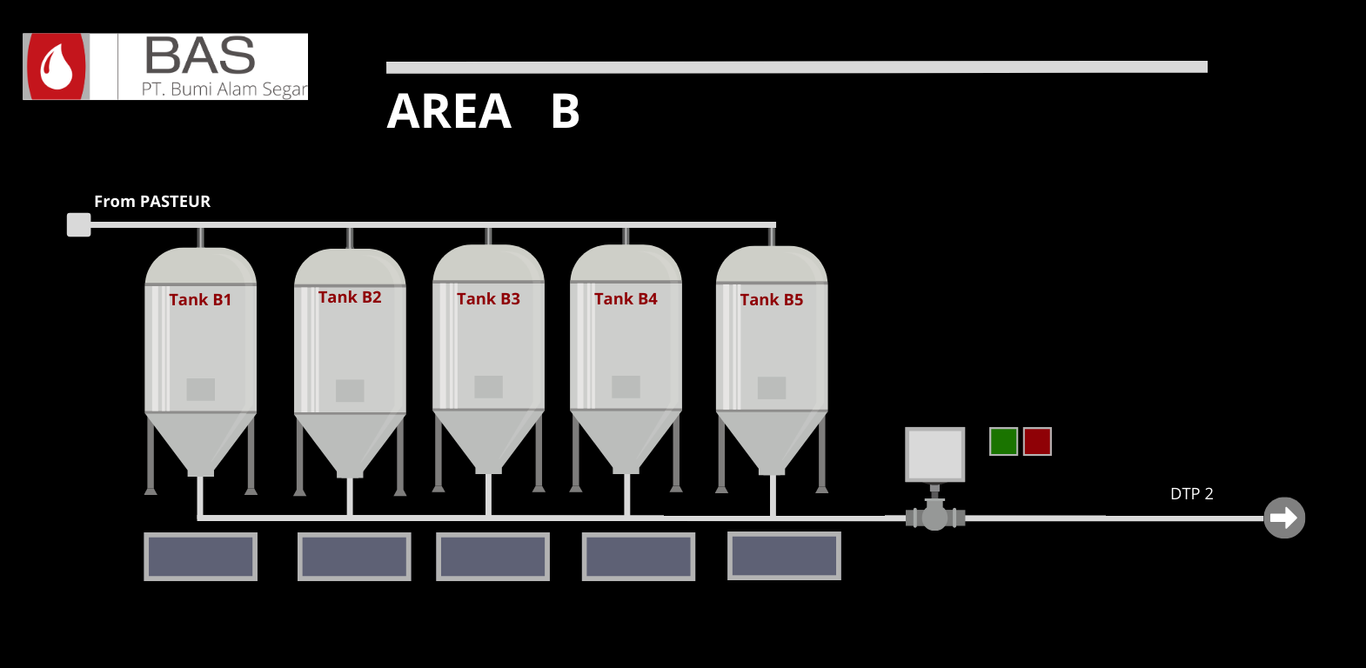 BAS
PT. Bumi Alam Segar
AREA B
From PASTEUR
Tank B1
Tank B2
Tank B3
Tank B4
Tank B5
DTP 2